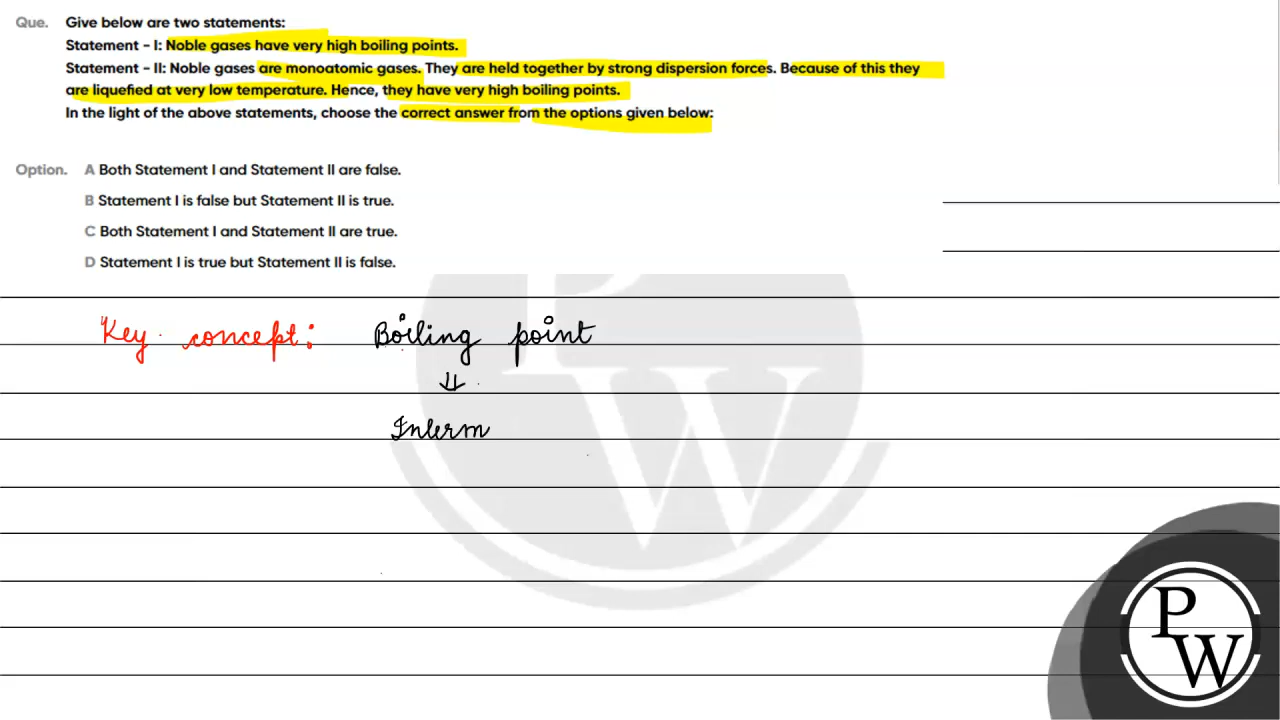 Que. Give below are two statements:
Statement - I: Noble gases have very high boiling points.
Statement - II: Noble gases are monoatomic gases. They are held together by strong dispersion forces. Because of this they
are liquefied at very low temperature. Hence, they have very high boiling points.
In the light of the above statements, choose the correct answer from the options given below:
Option. A Both Statement I and Statement II are false.
B Statement I is false but Statement II is true.
C Both Statement I and Statement II are true.
D Statement I is true but Statement II is false.
Key concept: Boiling point
⇓
Interm
P
W